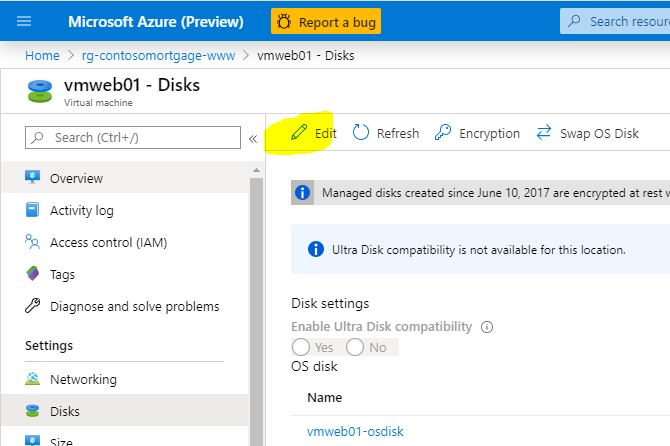 Microsoft Azure (Preview) Report a bug Search resour
Home > rg-contosomortgage-www > vmweb01 - Disks
vmweb01 - Disks
Virtual machine
Search (Ctrl+/) «
Edit Refresh Encryption Swap OS Disk
Overview
Activity log
Access control (IAM)
Tags
Diagnose and solve problems
Settings
Networking
Disks
Size
Managed disks created since June 10, 2017 are encrypted at rest w
Ultra Disk compatibility is not available for this location.
Disk settings
Enable Ultra Disk compatibility
Yes No
OS disk
Name
vmweb01-osdisk